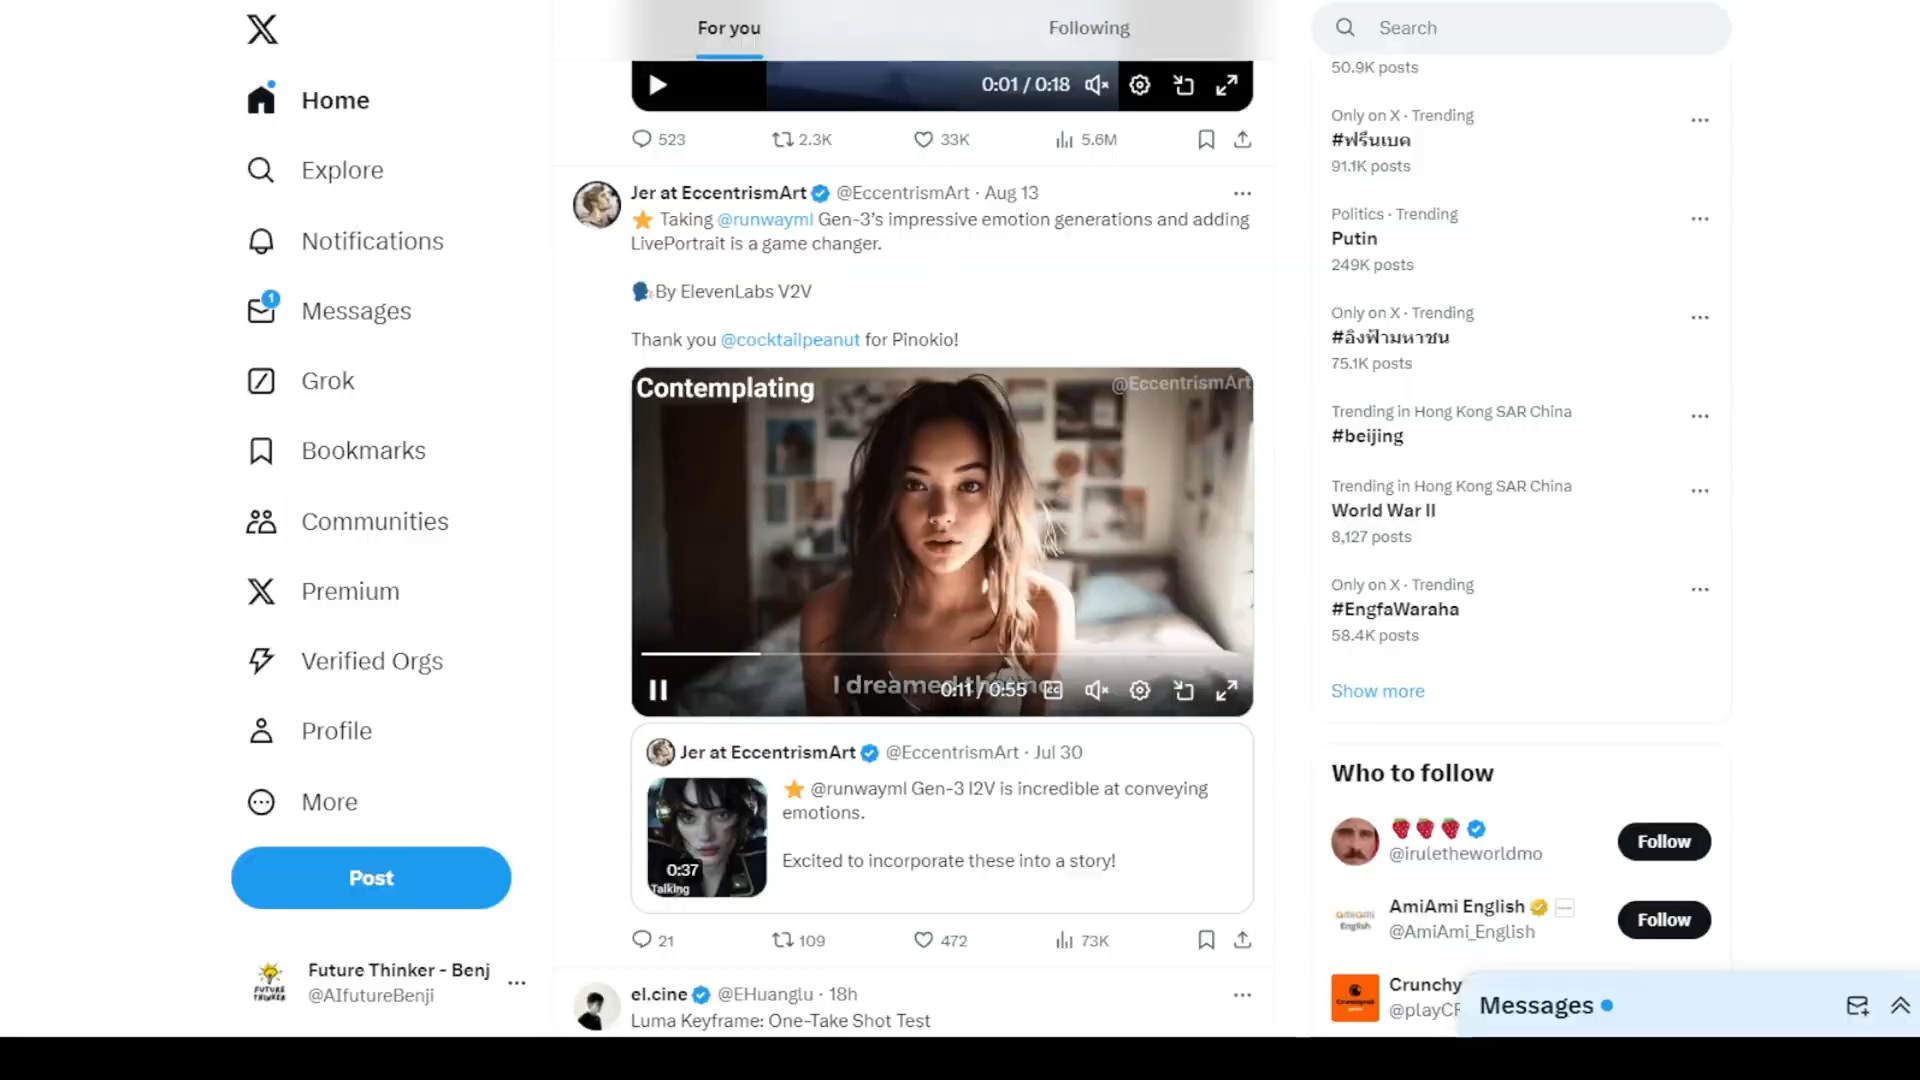 Home
Explore
Notifications
1
Messages
Grok
Bookmarks
Communities
Premium
Verified Orgs
Profile
More
Post
Future Thinker - Benj
@AIfutureBenji
For you
Following
0:01 / 0:18
523
2.3K
33K
5.6M
Jer at EccentrismArt @EccentrismArt · Aug 13
⭐ Taking @runwayml Gen-3’s impressive emotion generations and adding
LivePortrait is a game changer.
🗣️By ElevenLabs V2V
Thank you @cocktailpeanut for Pinokio!
Contemplating
@EccentrismArt
I dreamed
0:11 / 0:55
Jer at EccentrismArt @EccentrismArt · Jul 30
⭐ @runwayml Gen-3 I2V is incredible at conveying
emotions.
Excited to incorporate these into a story!
0:37
Talking
21
109
472
73K
el.cine @EHuanglu · 18h
Luma Keyframe: One-Take Shot Test
Search
50.9K posts
Only on X · Trending
#ฟรีนเบค
91.1K posts
Politics · Trending
Putin
249K posts
Only on X · Trending
#อิงฟ้ามหาชน
75.1K posts
Trending in Hong Kong SAR China
#beijing
Trending in Hong Kong SAR China
World War II
8,127 posts
Only on X · Trending
#EngfaWaraha
58.4K posts
Show more
Who to follow
🍓🍓🍓
@iruletheworldmo
Follow
AmiAmi English
@AmiAmi_English
Follow
Crunchy
@playCF
Messages